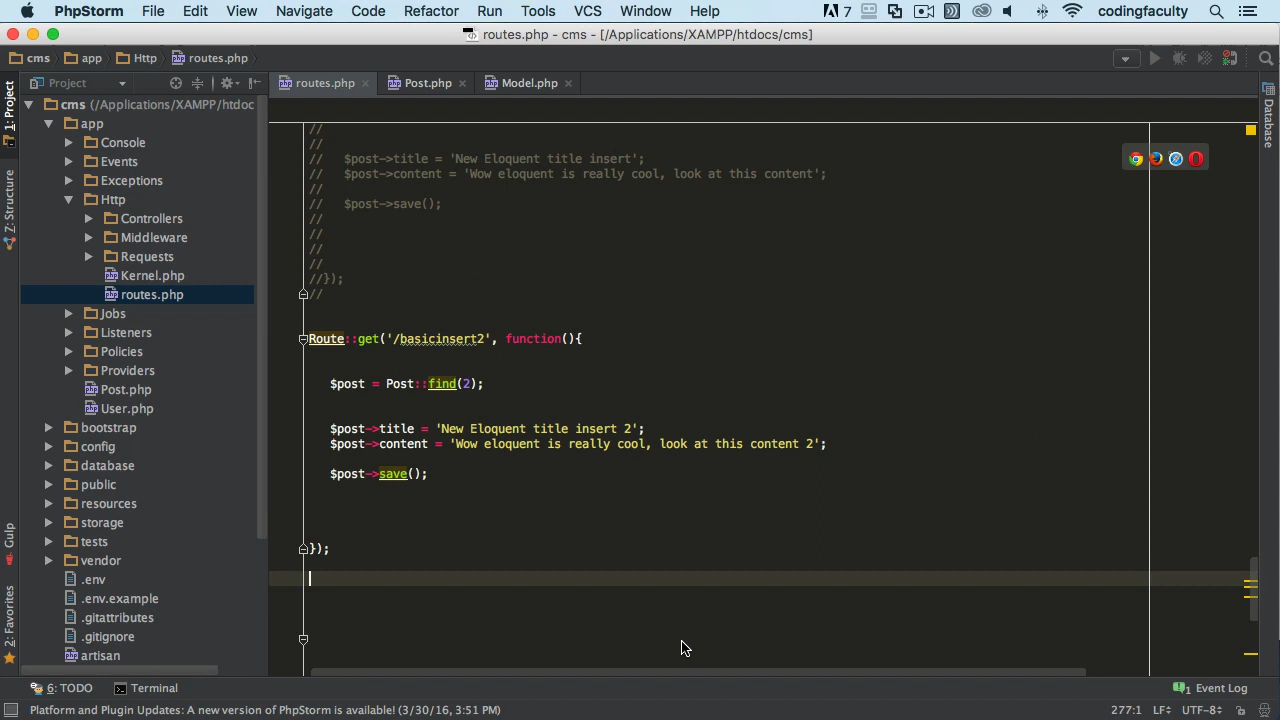 PhpStorm File Edit View Navigate Code Refactor Run Tools VCS Window Help 7 codingfaculty
routes.php - cms - [/Applications/XAMPP/htdocs/cms]
cms app Http routes.php
Project routes.php Post.php Model.php
1: Project
Z: Structure
Gulp
2: Favorites
Database
cms (/Applications/XAMPP/htdoc
app
Console
Events
Exceptions
Http
Controllers
Middleware
Requests
Kernel.php
routes.php
Jobs
Listeners
Policies
Providers
Post.php
User.php
bootstrap
config
database
public
resources
storage
tests
vendor
.env
.env.example
.gitattributes
.gitignore
artisan
//
//
// $post->title = 'New Eloquent title insert';
// $post->content = 'Wow eloquent is really cool, look at this content';
//
// $post->save();
//
//
//
//
//});
//
Route::get('/basicinsert2', function(){
$post = Post::find(2);
$post->title = 'New Eloquent title insert 2';
$post->content = 'Wow eloquent is really cool, look at this content 2';
$post->save();
});
6: TODO Terminal 1 Event Log
Platform and Plugin Updates: A new version of PhpStorm is available! (3/30/16, 3:51 PM) 277:1 LF UTF-8